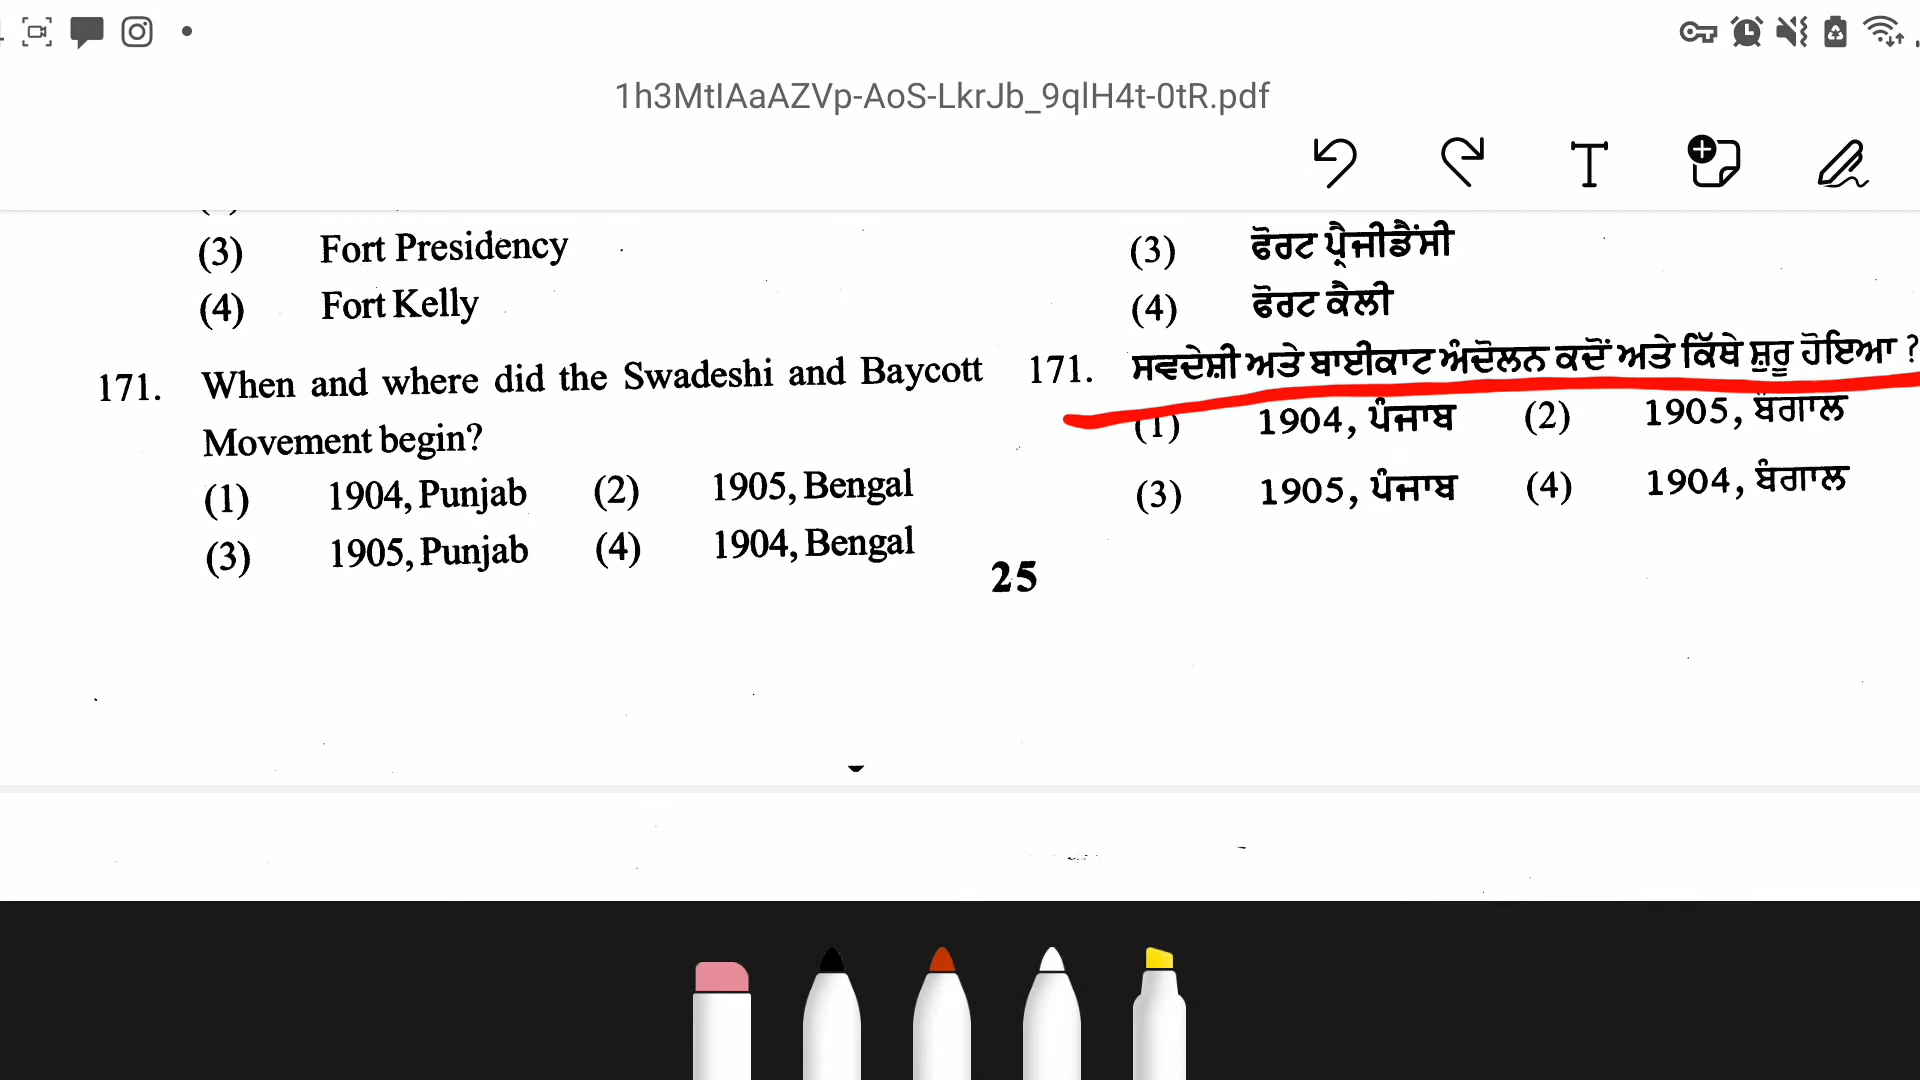 1h3MtIAaAZVp-AoS-LkrJb_9qlH4t-0tR.pdf
(3) Fort Presidency
(4) Fort Kelly
171. When and where did the Swadeshi and Baycott
Movement begin?
(1) 1904, Punjab (2) 1905, Bengal
(3) 1905, Punjab (4) 1904, Bengal
(3) ਫੋਰਟ ਪ੍ਰੈਜੀਡੈਂਸੀ
(4) ਫੋਰਟ ਕੈਲੀ
171. ਸਵਦੇਸ਼ੀ ਅਤੇ ਬਾਈਕਾਟ ਅੰਦੋਲਨ ਕਦੋਂ ਅਤੇ ਕਿੱਥੇ ਸ਼ੁਰੂ ਹੋਇਆ ?
(1) 1904, ਪੰਜਾਬ (2) 1905, ਬੰਗਾਲ
(3) 1905, ਪੰਜਾਬ (4) 1904, ਬੰਗਾਲ
25